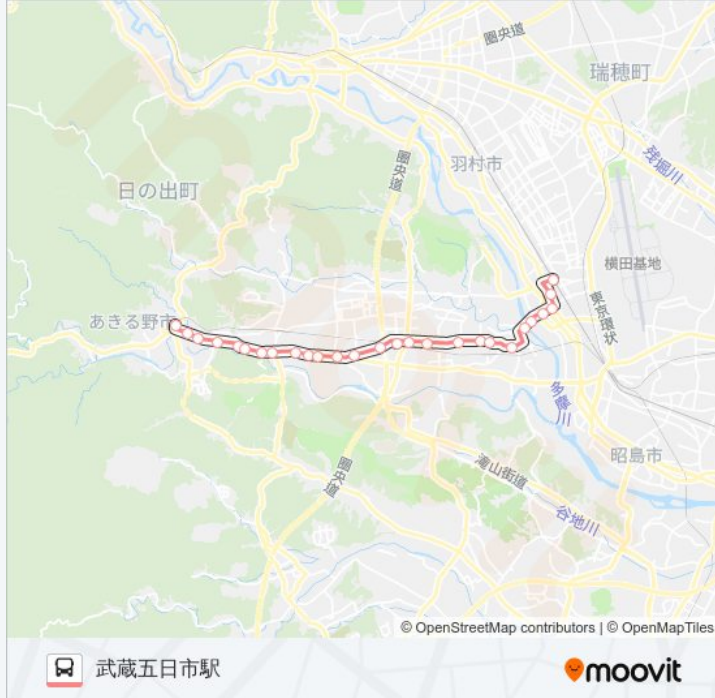 圏央道
瑞穂町
残堀川
圏央道
羽村市
日の出町
横田基地
東京環状
あきる野市
多摩川
昭島市
滝山街道
圏央道
谷地川
© OpenStreetMap contributors | © OpenMapTiles
武蔵五日市駅
moovit